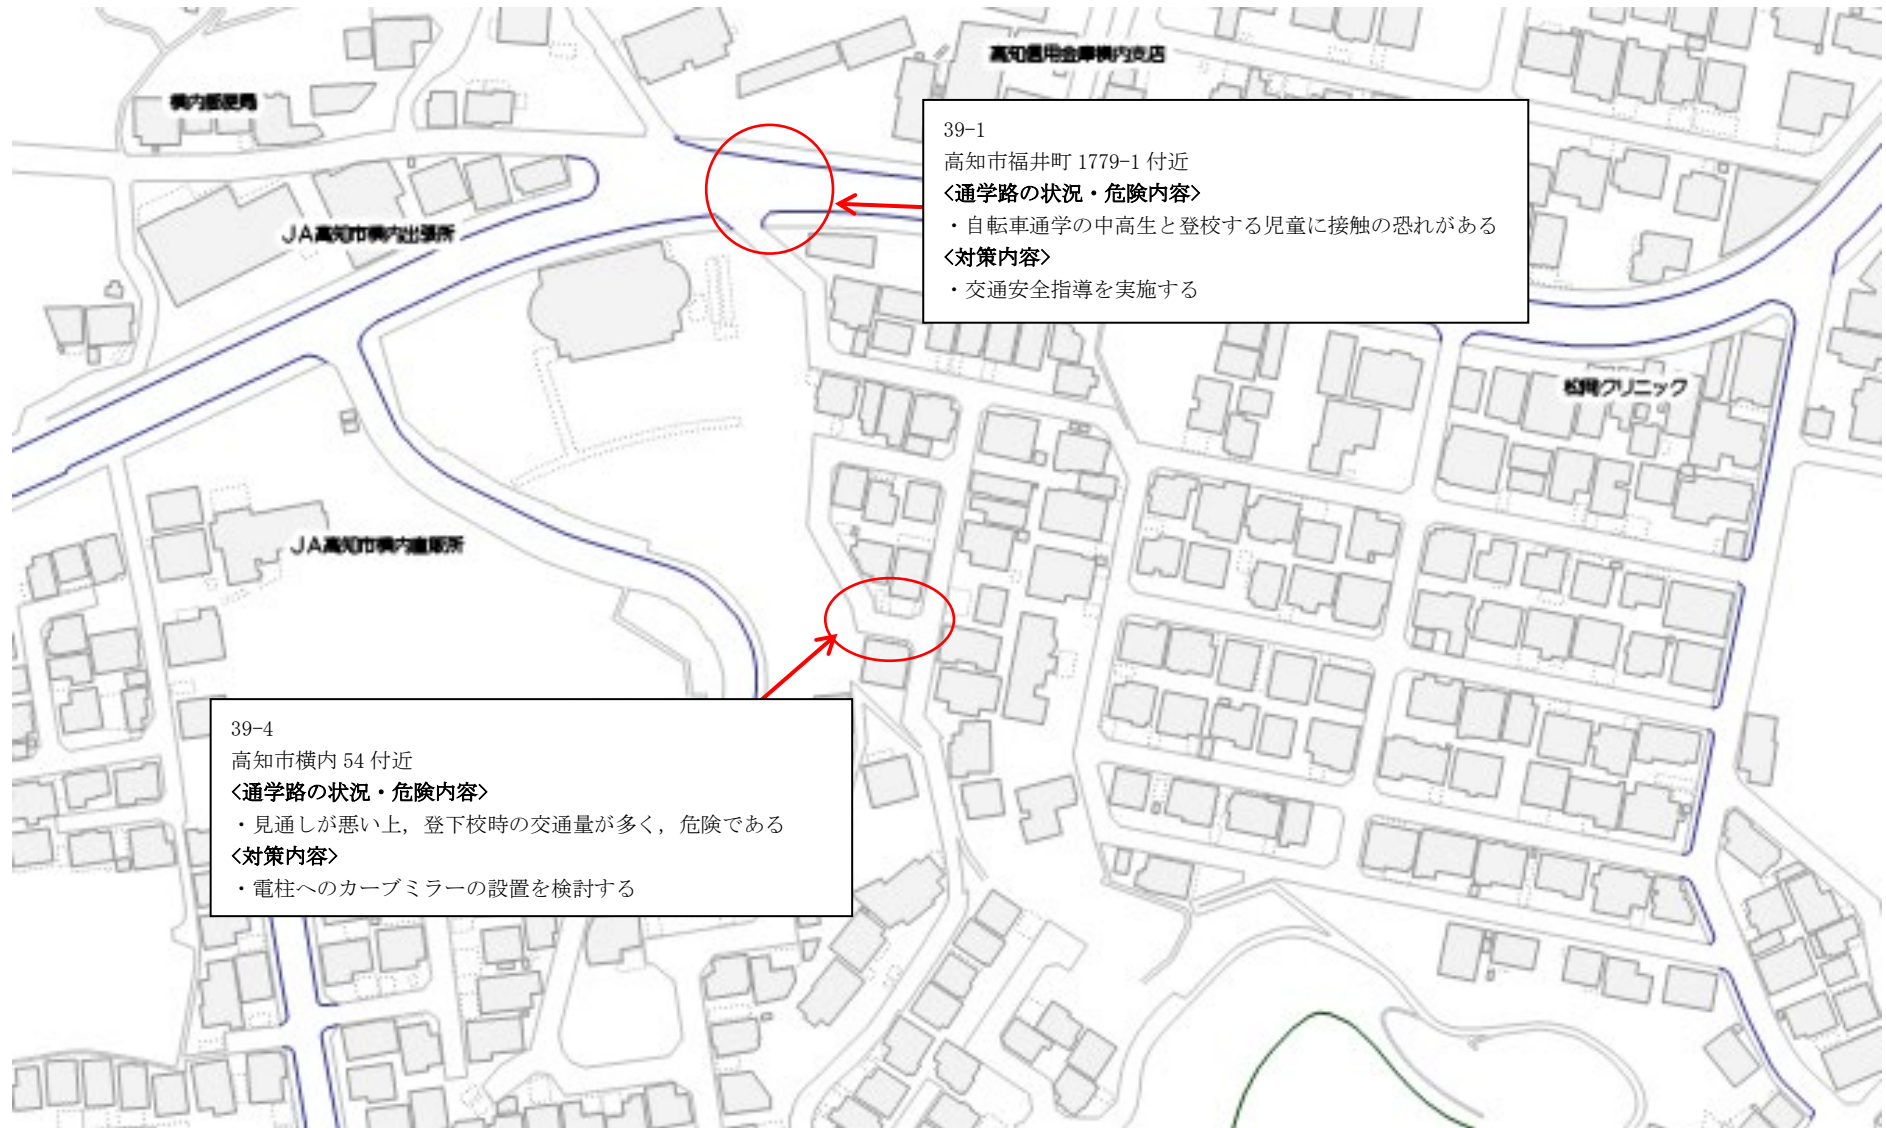 高知信用金庫横内支店
横内郵便局
39-1
高知市福井町 1779-1 付近
<通学路の状況・危険内容>
・自転車通学の中高生と登校する児童に接触の恐れがある
<対策内容>
・交通安全指導を実施する
JA高知市横内出張所
松岡クリニック
JA高知市横内直販所
39-4
高知市横内 54 付近
<通学路の状況・危険内容>
・見通しが悪い上，登下校時の交通量が多く，危険である
<対策内容>
・電柱へのカーブミラーの設置を検討する